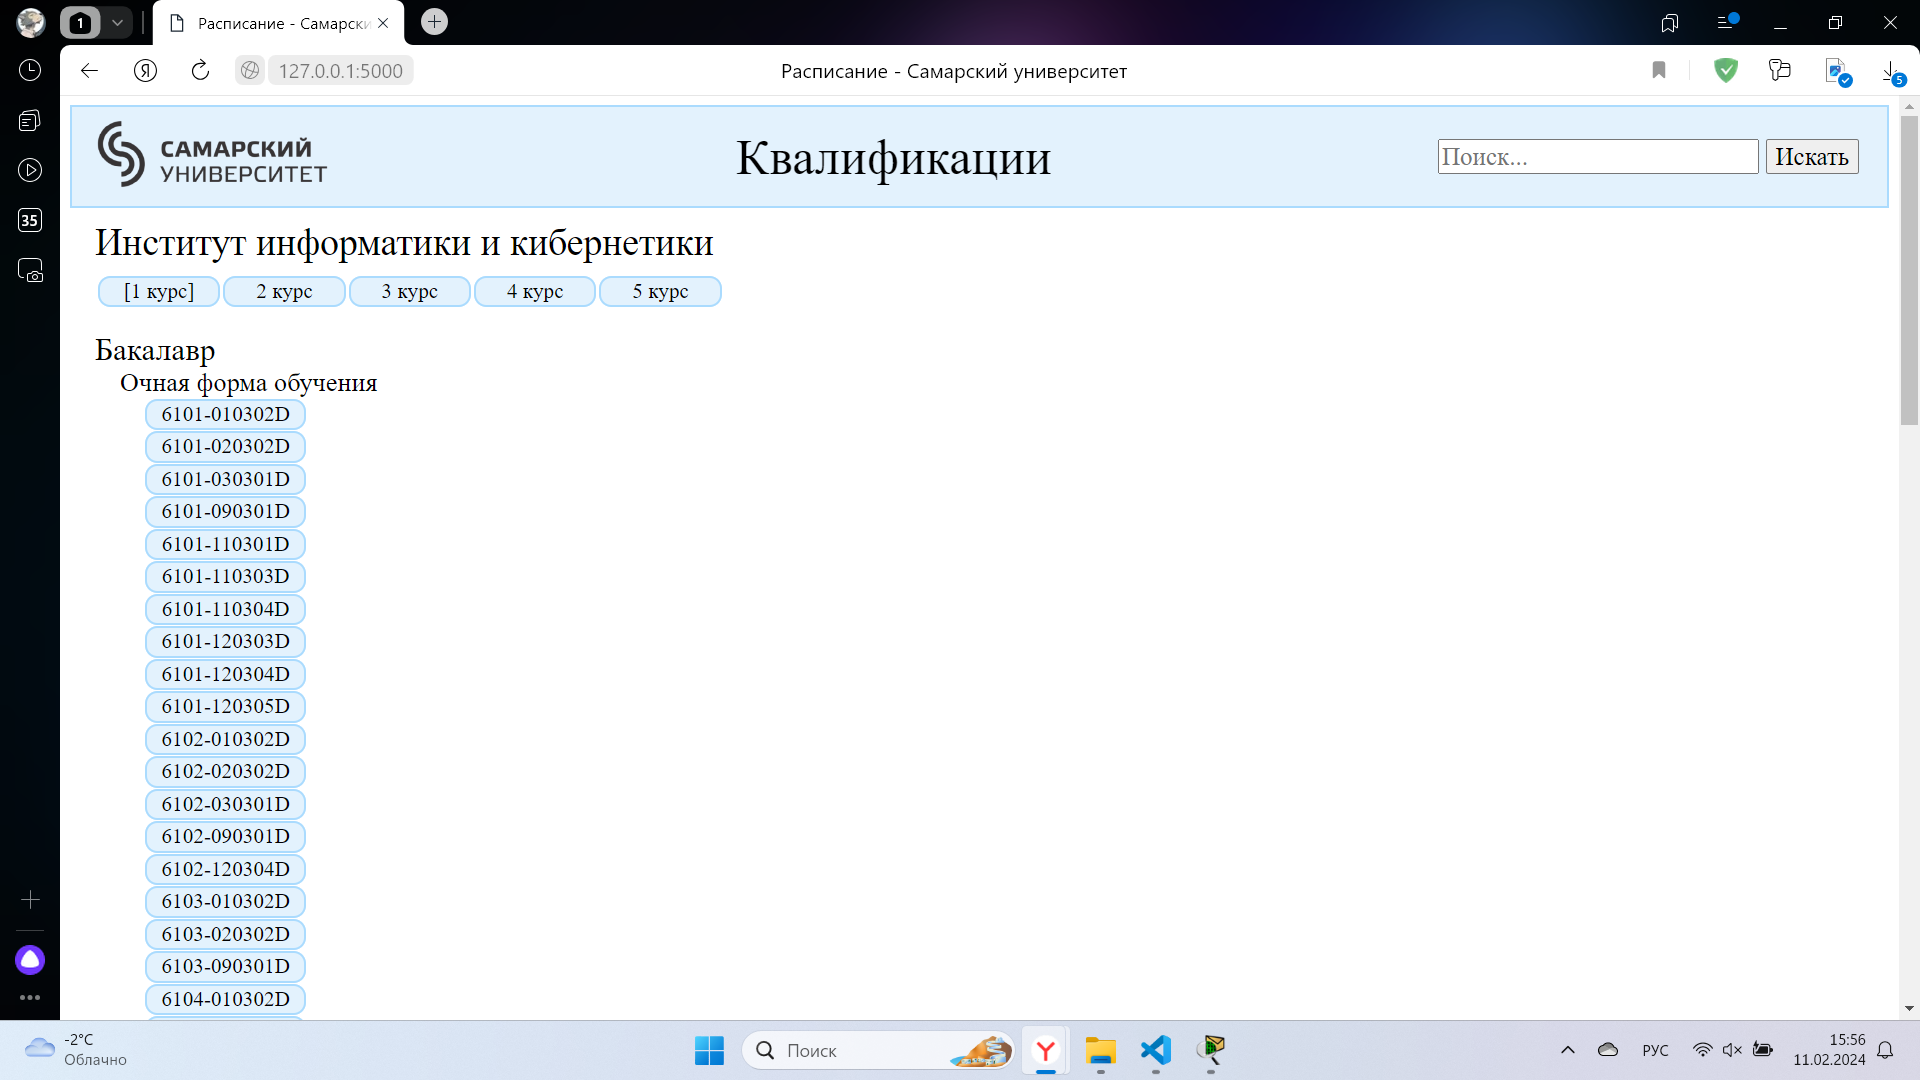 1
Расписание - Самарски
127.0.0.1:5000
Расписание - Самарский университет
5
35
САМАРСКИЙ
УНИВЕРСИТЕТ
Квалификации
Поиск...
Искать
Институт информатики и кибернетики
[1 курс]
2 курс
3 курс
4 курс
5 курс
Бакалавр
Очная форма обучения
6101-010302D
6101-020302D
6101-030301D
6101-090301D
6101-110301D
6101-110303D
6101-110304D
6101-120303D
6101-120304D
6101-120305D
6102-010302D
6102-020302D
6102-030301D
6102-090301D
6102-120304D
6103-010302D
6103-020302D
6103-090301D
6104-010302D
-2°C
Облачно
Поиск
РУС
15:56
11.02.2024